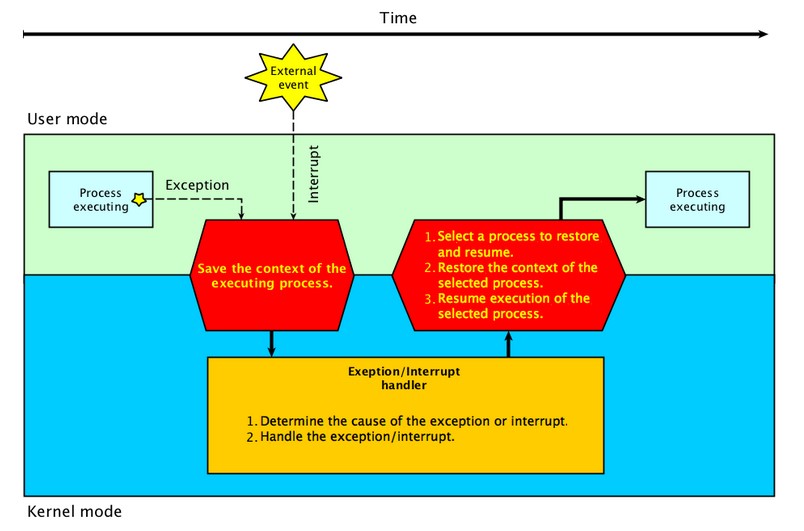 Time
External
event
User mode
Process
executing
Exception
Interrupt
Process
executing
Save the context of the
executing process.
1. Select a process to restore
and resume.
2. Restore the context of the
selected process.
3. Resume execution of the
selected process.
Exeption/Interrupt
handler
1. Determine the cause of the exception or interrupt.
2. Handle the exception/interrupt.
Kernel mode